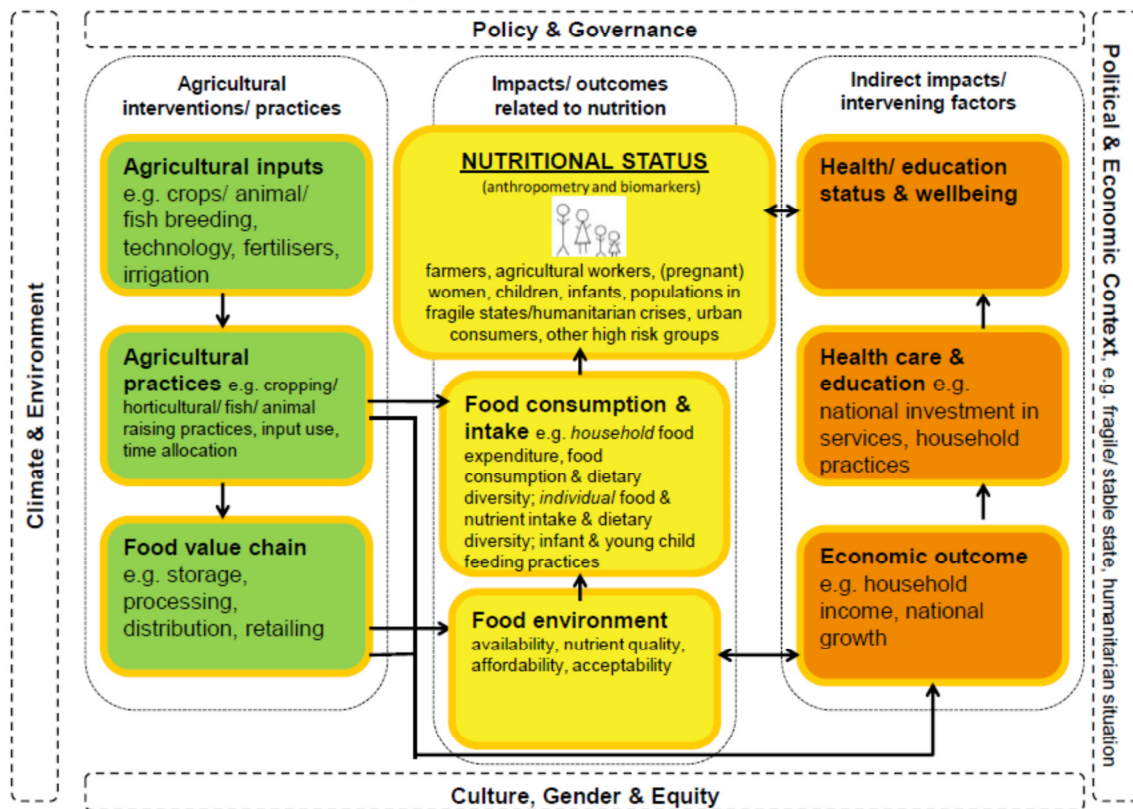 Policy & Governance
Climate & Environment
Agricultural
interventions/ practices
Agricultural inputs
e.g. crops/ animal/
fish breeding,
technology, fertilisers,
irrigation
Agricultural
practices e.g. cropping/
horticultural/ fish/ animal
raising practices, input use,
time allocation
Food value chain
e.g. storage,
processing,
distribution, retailing
Impacts/ outcomes
related to nutrition
NUTRITIONAL STATUS
(anthropometry and biomarkers)
farmers, agricultural workers, (pregnant)
women, children, infants, populations in
fragile states/humanitarian crises, urban
consumers, other high risk groups
Food consumption &
intake e.g. household food
expenditure, food
consumption & dietary
diversity; individual food &
nutrient intake & dietary
diversity; infant & young child
feeding practices
Food environment
availability, nutrient quality,
affordability, acceptability
Indirect impacts/
intervening factors
Health/ education
status & wellbeing
Health care &
education e.g.
national investment in
services, household
practices
Economic outcome
e.g. household
income, national
growth
Political & Economic Context, e.g. fragile/ stable state, humanitarian situation
Culture, Gender & Equity